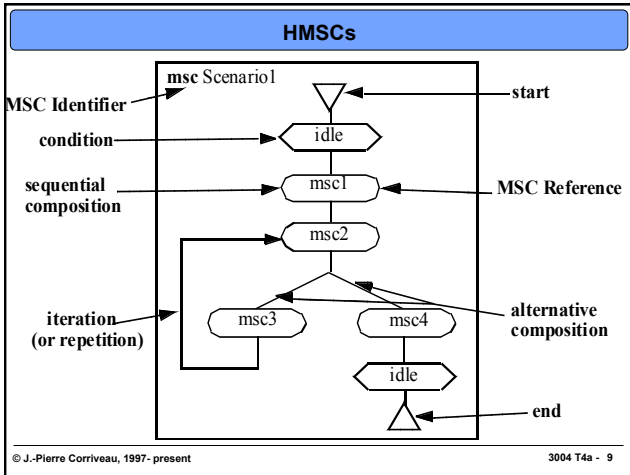 HMSCs
msc Scenario1
MSC Identifier
start
condition
idle
sequential
composition
msc1
MSC Reference
msc2
iteration
(or repetition)
msc3
msc4
alternative
composition
idle
end
© J.-Pierre Corriveau, 1997- present
3004 T4a - 9